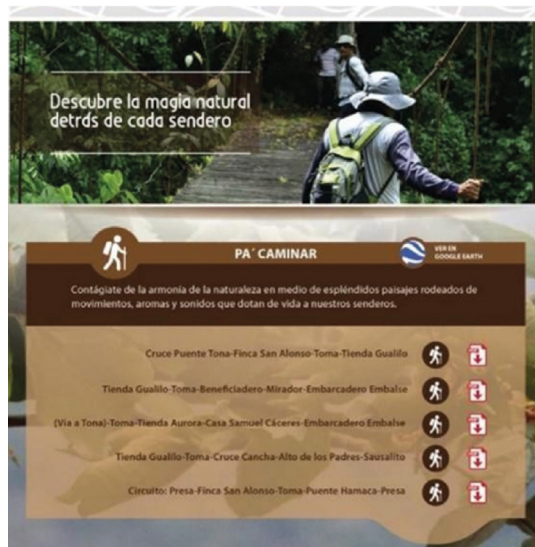 Descubre la magia natural
detrds de cada sendero
PA´ CAMINAR
VER EN
GOOGLE EARTH
Contágiate de la armonía de la naturaleza en medio de espléndidos paisajes rodeados de
movimientos, aromas y sonidos que dotan de vida a nuestros senderos.
Cruce Puente Tona-Finca San Alonso-Toma-Tienda Gualilo
Tienda Gualilo-Toma-Beneficiadero-Mirador-Embarcadero Embalse
(Via a Tona)-Toma-Tienda Aurora-Casa Samuel Cáceres-Embarcadero Embalse
Tienda Gualilo-Toma-Cruce Cancha-Alto de los Padres-Sausalito
Circuito: Presa-Finca San Alonso-Toma-Puente Hamaca-Presa